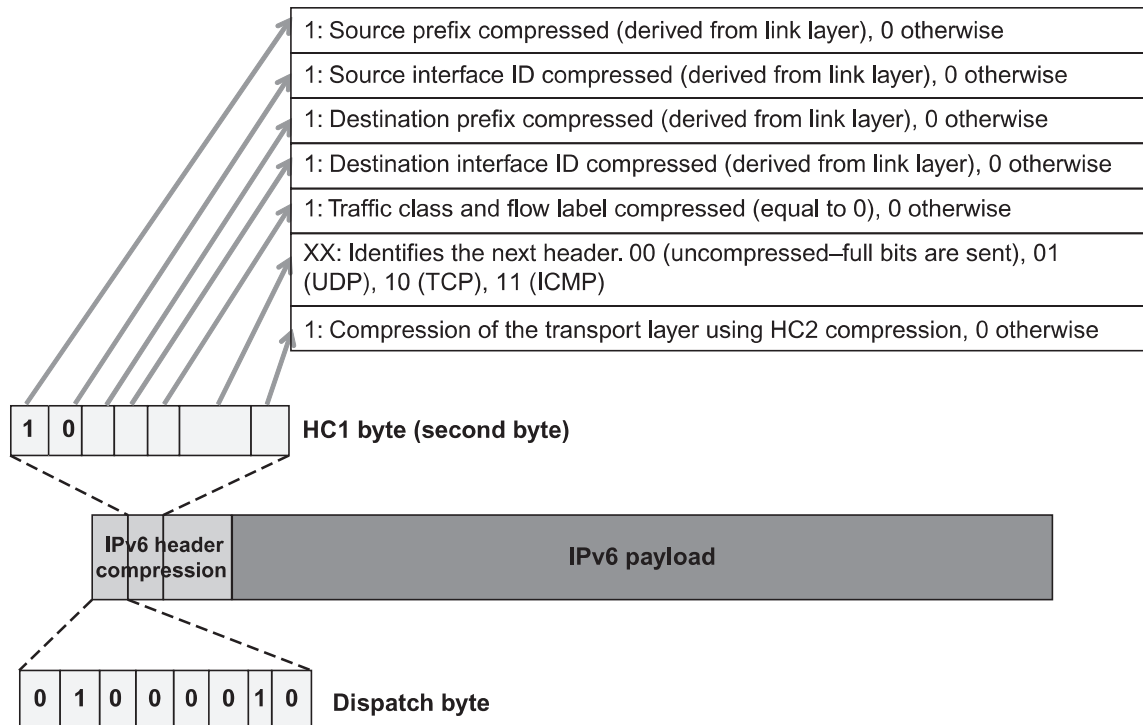 1: Source prefix compressed (derived from link layer), 0 otherwise
1: Source interface ID compressed (derived from link layer), 0 otherwise
1: Destination prefix compressed (derived from link layer), 0 otherwise
1: Destination interface ID compressed (derived from link layer), 0 otherwise
1: Traffic class and flow label compressed (equal to 0), 0 otherwise
XX: Identifies the next header. 00 (uncompressed–full bits are sent), 01
(UDP), 10 (TCP), 11 (ICMP)
1: Compression of the transport layer using HC2 compression, 0 otherwise
1 0 HC1 byte (second byte)
IPv6 header
compression
IPv6 payload
0 1 0 0 0 0 1 0 Dispatch byte